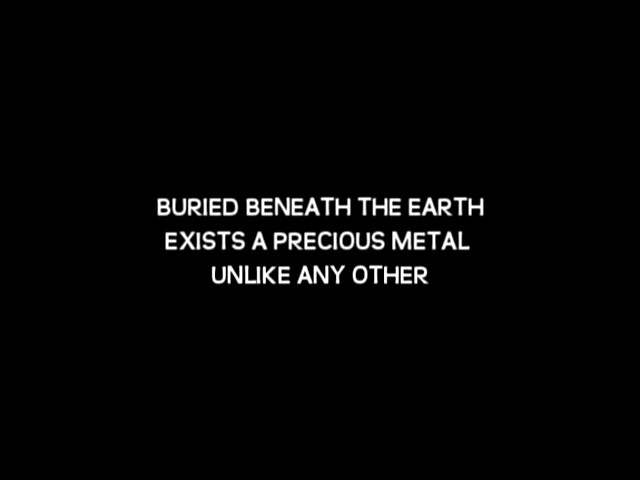 BURIED BENEATH THE EARTH
EXISTS A PRECIOUS METAL
UNLIKE ANY OTHER